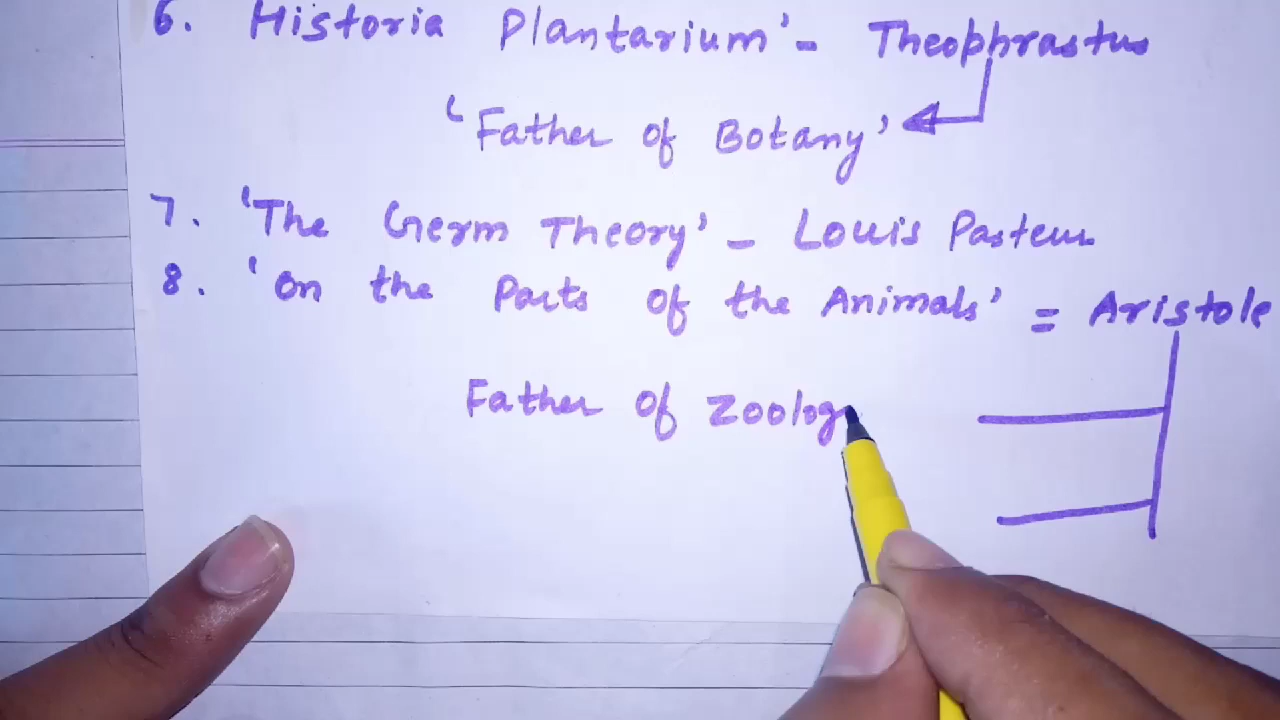 6. Historia Plantarium' - Theophrastus
'Father of Botany'
7. 'The Germ Theory' - Louis Pasteur
8. 'On the Parts of the Animals' = Aristole
Father of Zoolog